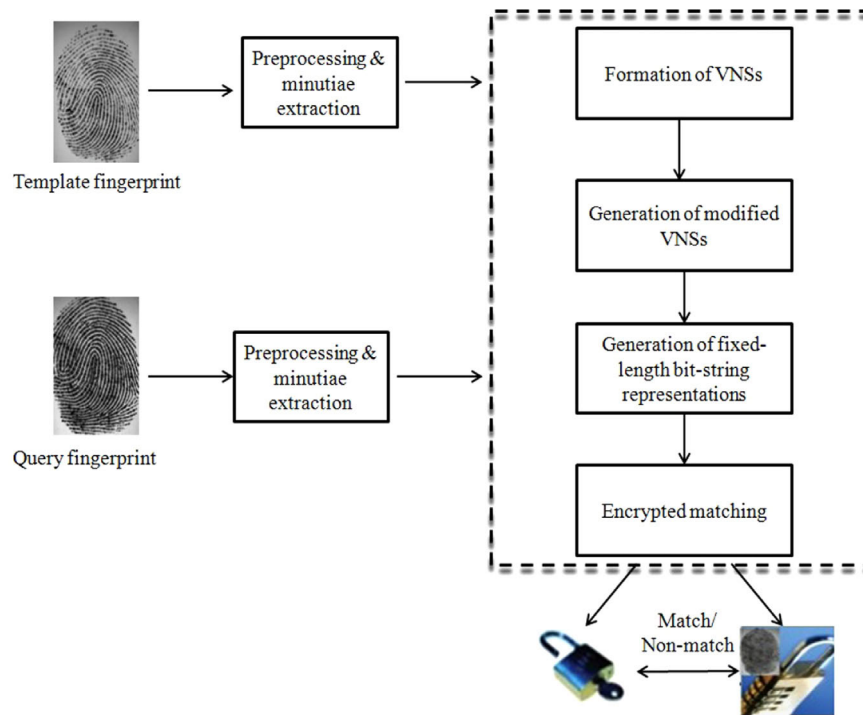 Preprocessing &
minutiae
extraction
Template fingerprint
Formation of VNSs
Generation of modified
VNSs
Preprocessing &
minutiae
extraction
Query fingerprint
Generation of fixed-
length bit-string
representations
Encrypted matching
Match/
Non-match